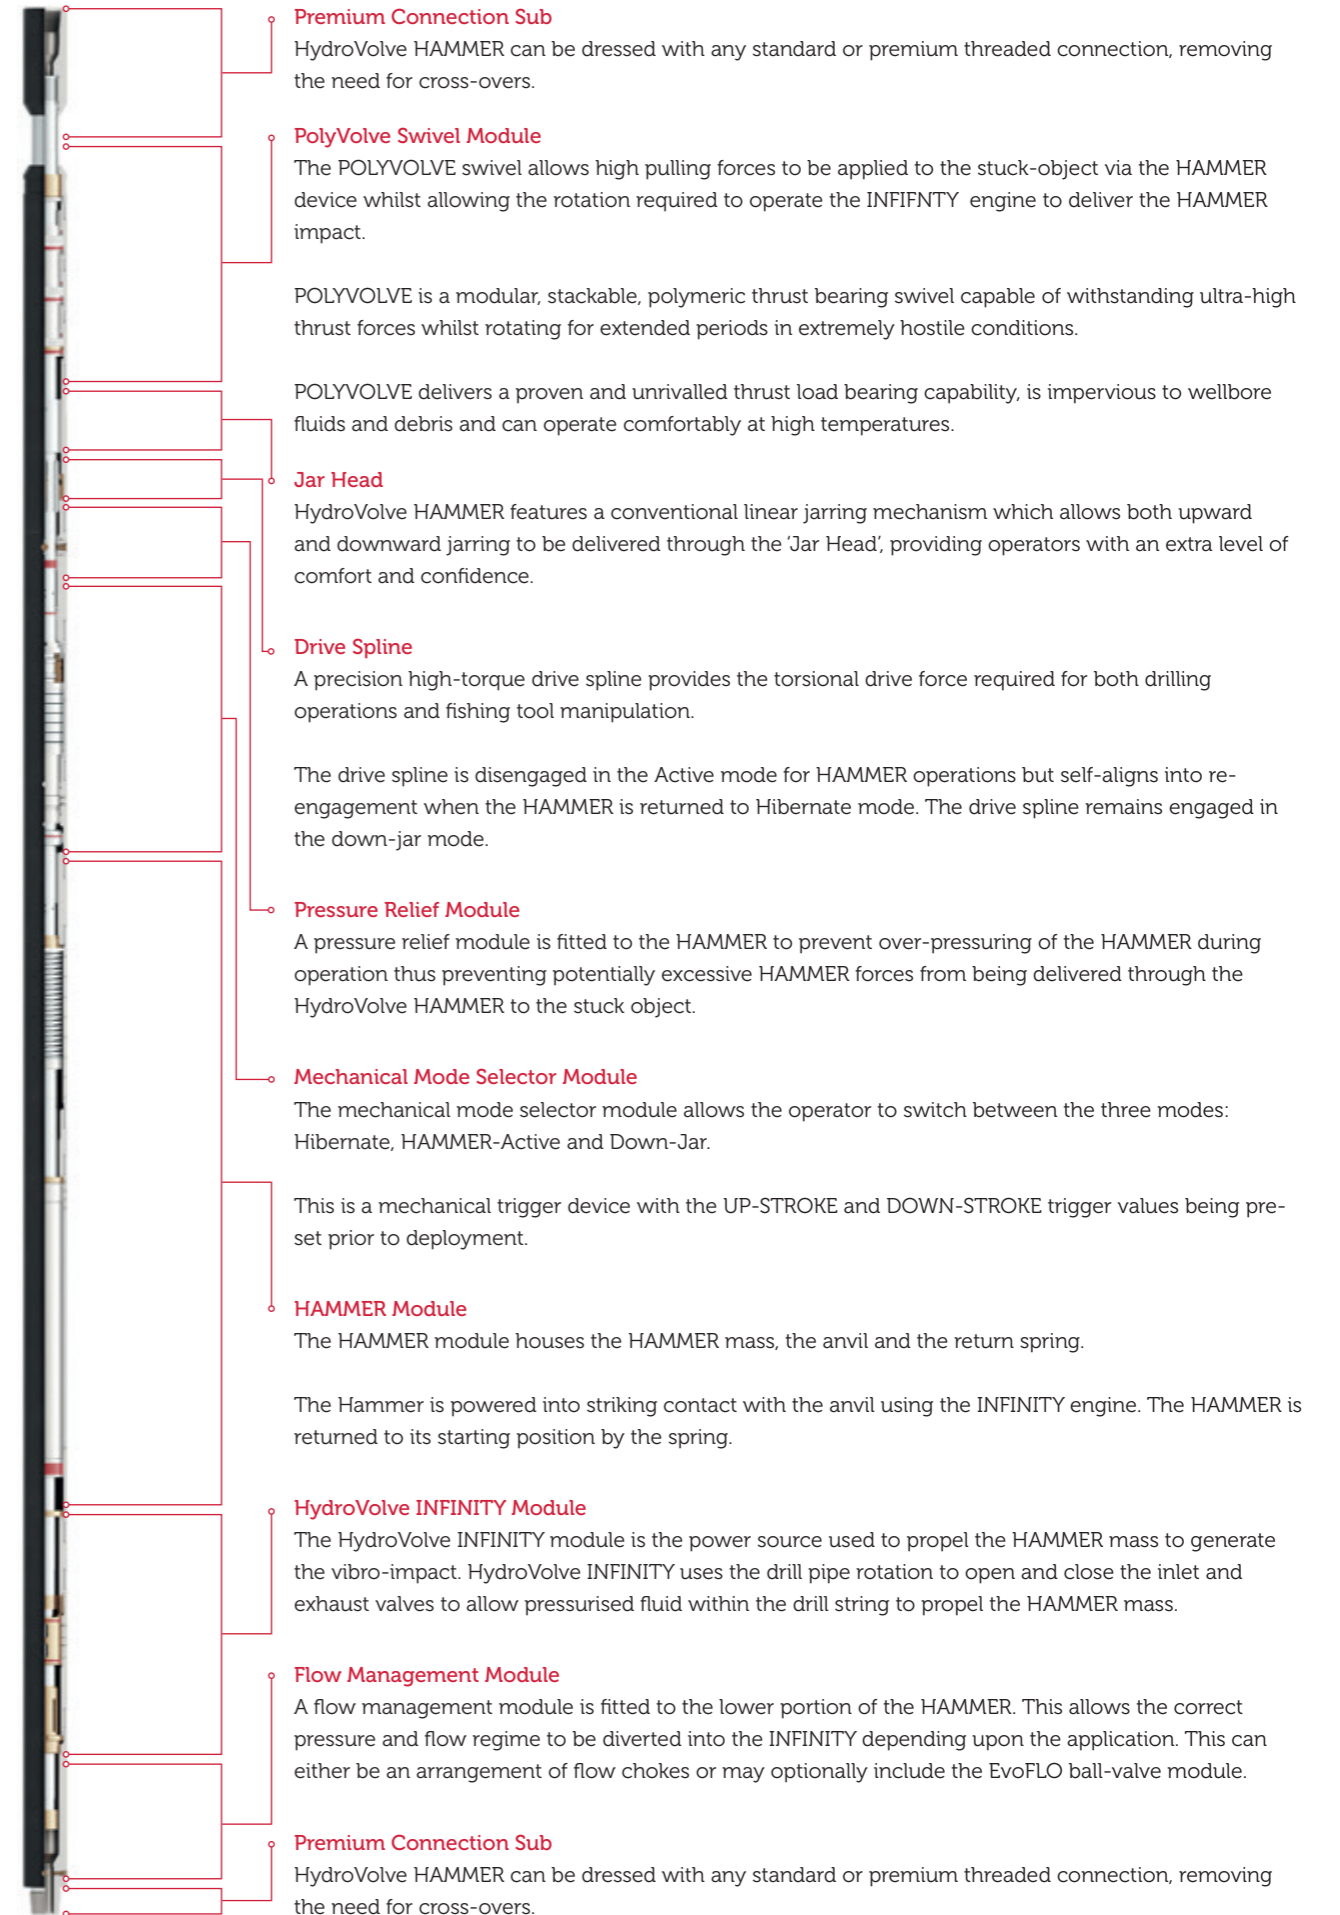 Premium Connection Sub
HydroVolve HAMMER can be dressed with any standard or premium threaded connection, removing
the need for cross-overs.
PolyVolve Swivel Module
The POLYVOLVE swivel allows high pulling forces to be applied to the stuck-object via the HAMMER
device whilst allowing the rotation required to operate the INFIFNTY engine to deliver the HAMMER
impact.
POLYVOLVE is a modular, stackable, polymeric thrust bearing swivel capable of withstanding ultra-high
thrust forces whilst rotating for extended periods in extremely hostile conditions.
POLYVOLVE delivers a proven and unrivalled thrust load bearing capability, is impervious to wellbore
fluids and debris and can operate comfortably at high temperatures.
Jar Head
HydroVolve HAMMER features a conventional linear jarring mechanism which allows both upward
and downward jarring to be delivered through the ‘Jar Head’, providing operators with an extra level of
comfort and confidence.
Drive Spline
A precision high-torque drive spline provides the torsional drive force required for both drilling
operations and fishing tool manipulation.
The drive spline is disengaged in the Active mode for HAMMER operations but self-aligns into re-
engagement when the HAMMER is returned to Hibernate mode. The drive spline remains engaged in
the down-jar mode.
Pressure Relief Module
A pressure relief module is fitted to the HAMMER to prevent over-pressuring of the HAMMER during
operation thus preventing potentially excessive HAMMER forces from being delivered through the
HydroVolve HAMMER to the stuck object.
Mechanical Mode Selector Module
The mechanical mode selector module allows the operator to switch between the three modes:
Hibernate, HAMMER-Active and Down-Jar.
This is a mechanical trigger device with the UP-STROKE and DOWN-STROKE trigger values being pre-
set prior to deployment.
HAMMER Module
The HAMMER module houses the HAMMER mass, the anvil and the return spring.
The Hammer is powered into striking contact with the anvil using the INFINITY engine. The HAMMER is
returned to its starting position by the spring.
HydroVolve INFINITY Module
The HydroVolve INFINITY module is the power source used to propel the HAMMER mass to generate
the vibro-impact. HydroVolve INFINITY uses the drill pipe rotation to open and close the inlet and
exhaust valves to allow pressurised fluid within the drill string to propel the HAMMER mass.
Flow Management Module
A flow management module is fitted to the lower portion of the HAMMER. This allows the correct
pressure and flow regime to be diverted into the INFINITY depending upon the application. This can
either be an arrangement of flow chokes or may optionally include the EvoFLO ball-valve module.
Premium Connection Sub
HydroVolve HAMMER can be dressed with any standard or premium threaded connection, removing
the need for cross-overs.